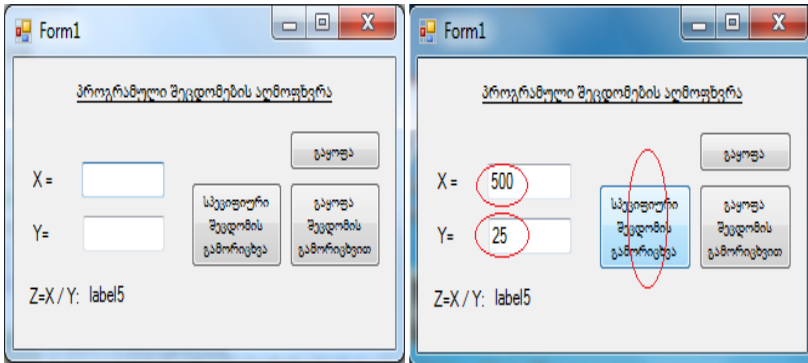 Form1
პროგრამული შეცდომების აღმოფხვრა
გაყოფა
X =
სპეციფიური
შეცდომის
გამორიცხვა
გაყოფა
შეცდომის
გამორიცხვით
Y=
Z=X / Y: label5
Form1
პროგრამული შეცდომების აღმოფხვრა
გაყოფა
X = 500
სპეციფიური
შეცდომის
გამორიცხვა
გაყოფა
შეცდომის
გამორიცხვით
Y= 25
Z=X / Y: label5